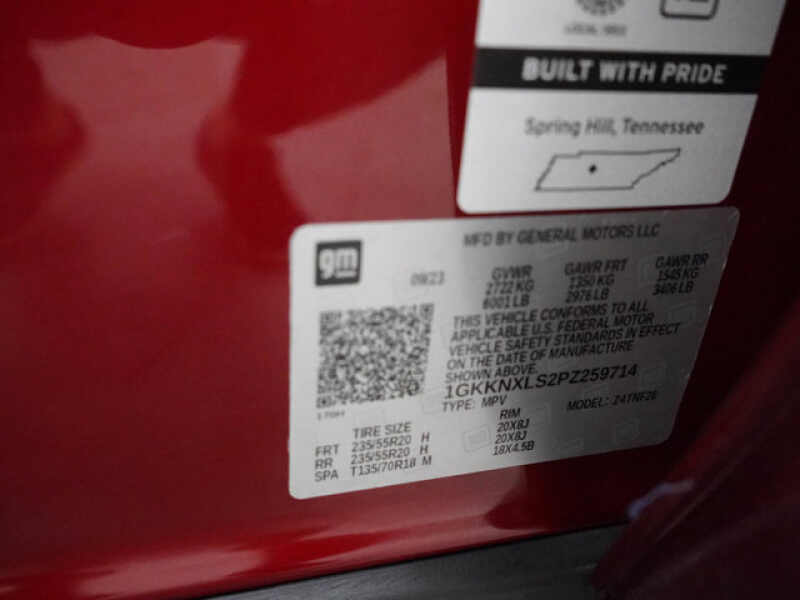 LOCAL 1853
BUILT WITH PRIDE
Spring Hill, Tennessee
gm
MFD BY GENERAL MOTORS LLC
09/23
GVWR
2722 KG
6001 LB
GAWR FRT
1350 KG
2976 LB
GAWR RR
1545 KG
3406 LB
THIS VEHICLE CONFORMS TO ALL
APPLICABLE U.S. FEDERAL MOTOR
VEHICLE SAFETY STANDARDS IN EFFECT
ON THE DATE OF MANUFACTURE
SHOWN ABOVE.
1GKKNXLS2PZ259714
TYPE: MPV
MODEL: Z4TNF26
TIRE SIZE RIM
FRT 235/55R20 H 20X8J
RR 235/55R20 H 20X8J
SPA T135/70R18 M 18X4.5B